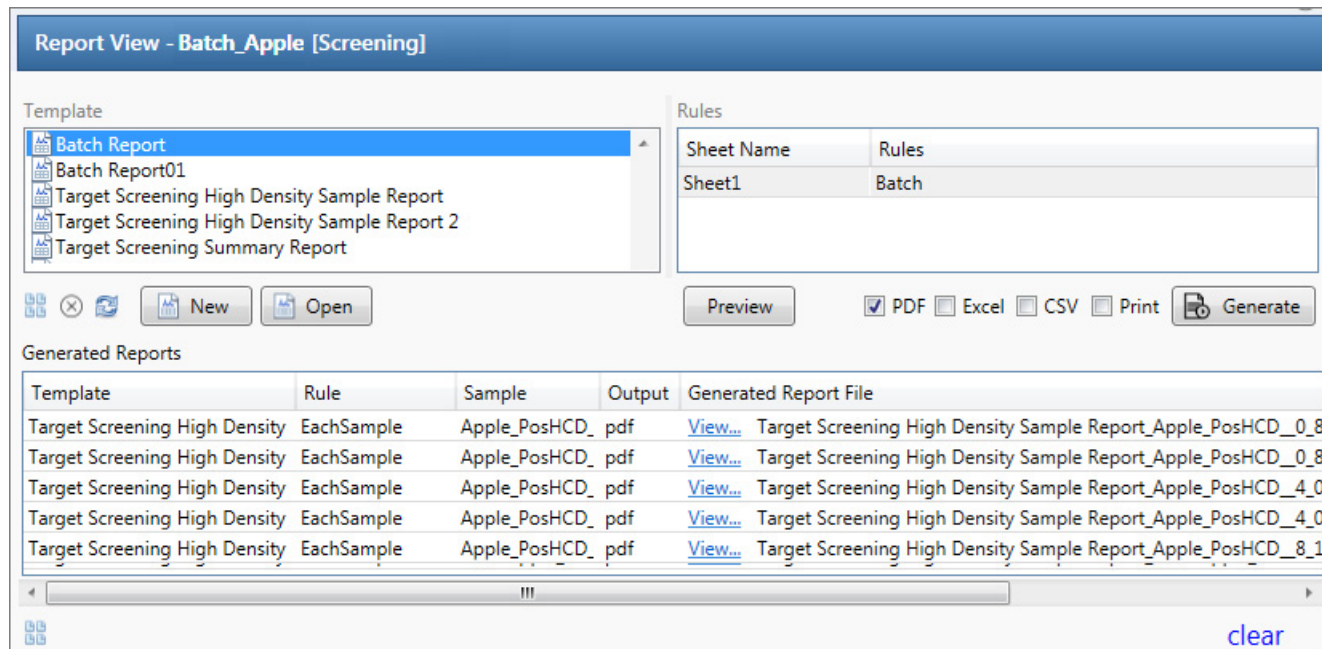 Report View - Batch_Apple [Screening]
Template
Rules
Batch Report
Batch Report01
Target Screening High Density Sample Report
Target Screening High Density Sample Report 2
Target Screening Summary Report
Sheet Name Rules
Sheet1 Batch
New Open Preview PDF Excel CSV Print Generate
Generated Reports
Template Rule Sample Output Generated Report File
Target Screening High Density EachSample Apple_PosHCD_ pdf View... Target Screening High Density Sample Report_Apple_PosHCD__0_8
Target Screening High Density EachSample Apple_PosHCD_ pdf View... Target Screening High Density Sample Report_Apple_PosHCD__0_8
Target Screening High Density EachSample Apple_PosHCD_ pdf View... Target Screening High Density Sample Report_Apple_PosHCD__4_0
Target Screening High Density EachSample Apple_PosHCD_ pdf View... Target Screening High Density Sample Report_Apple_PosHCD__4_0
Target Screening High Density EachSample Apple_PosHCD_ pdf View... Target Screening High Density Sample Report_Apple_PosHCD__8_1
clear